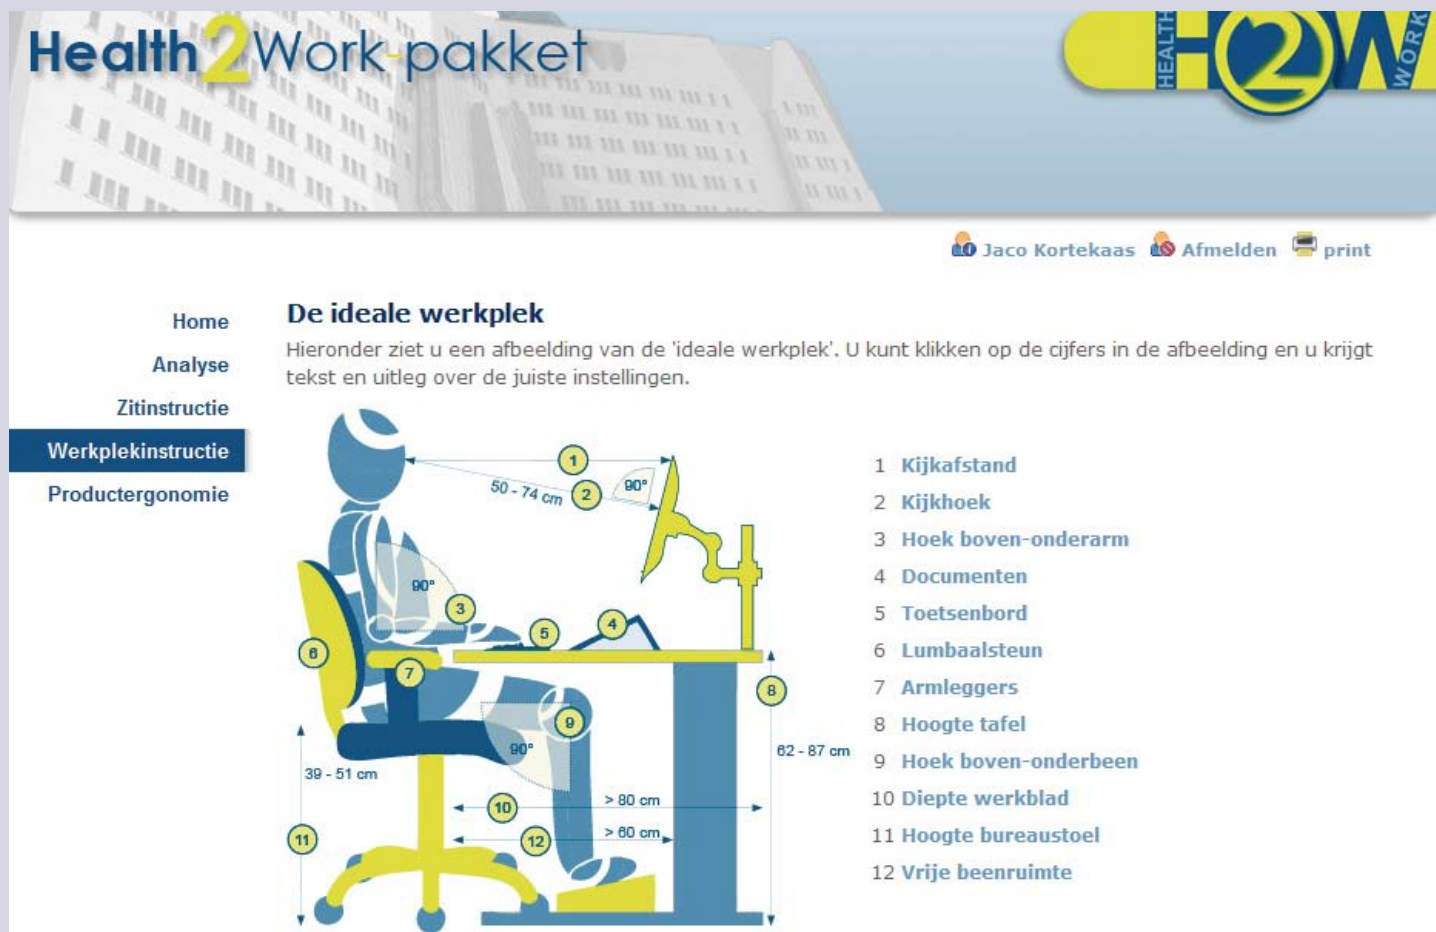 Health2Work-pakket
HEALTH H2W WORK
Jaco Kortekaas Afmelden print
Home
Analyse
Zitinstructie
Werkplekinstructie
Productergonomie
De ideale werkplek
Hieronder ziet u een afbeelding van de 'ideale werkplek'. U kunt klikken op de cijfers in de afbeelding en u krijgt
tekst en uitleg over de juiste instellingen.
1
50 - 74 cm 2 90°
90°
3
4
5
6
7
8
9
90°
62 - 87 cm
39 - 51 cm
10 > 80 cm
11
12 > 60 cm
1 Kijkafstand
2 Kijkhoek
3 Hoek boven-onderarm
4 Documenten
5 Toetsenbord
6 Lumbaalsteun
7 Armleggers
8 Hoogte tafel
9 Hoek boven-onderbeen
10 Diepte werkblad
11 Hoogte bureaustoel
12 Vrije beenruimte